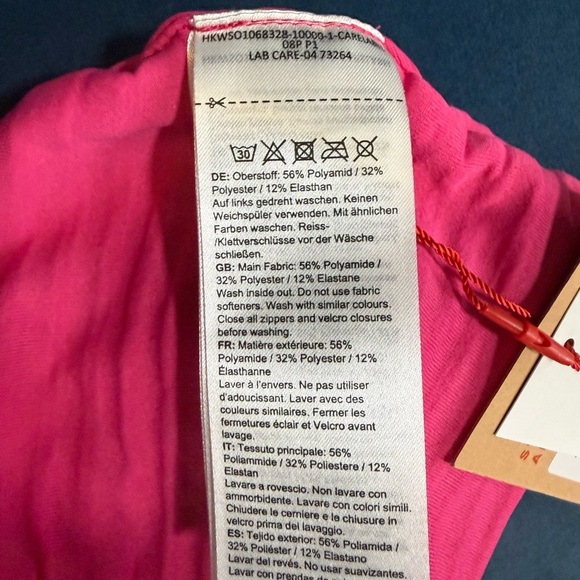 HKWSO1068328-10000-1-CARELABEL
08P P1
LAB CARE-04 73264
30
DE: Oberstoff: 56% Polyamid / 32%
Polyester / 12% Elasthan
Auf links gedreht waschen. Keinen
Weichspüler verwenden. Mit ähnlichen
Farben waschen. Reiss-
/Klettverschlüsse vor der Wäsche
schließen.
GB: Main Fabric: 56% Polyamide /
32% Polyester / 12% Elastane
Wash inside out. Do not use fabric
softeners. Wash with similar colours.
Close all zippers and velcro closures
before washing.
FR: Matière extérieure: 56%
Polyamide / 32% Polyester / 12%
Élasthanne
Laver à l'envers. Ne pas utiliser
d'adoucissant. Laver avec des
couleurs similaires. Fermer les
fermetures éclair et Velcro avant
lavage.
IT: Tessuto principale: 56%
Poliammide / 32% Poliestere / 12%
Elastan
Lavare a rovescio. Non lavare con
ammorbidente. Lavare con colori simili.
Chiudere le cerniere e le chiusure in
velcro prima del lavaggio.
ES: Tejido exterior: 56% Poliamida /
32% Poliéster / 12% Elastano
Lavar del revés. No usar suavizantes.
Lavar con prendas de